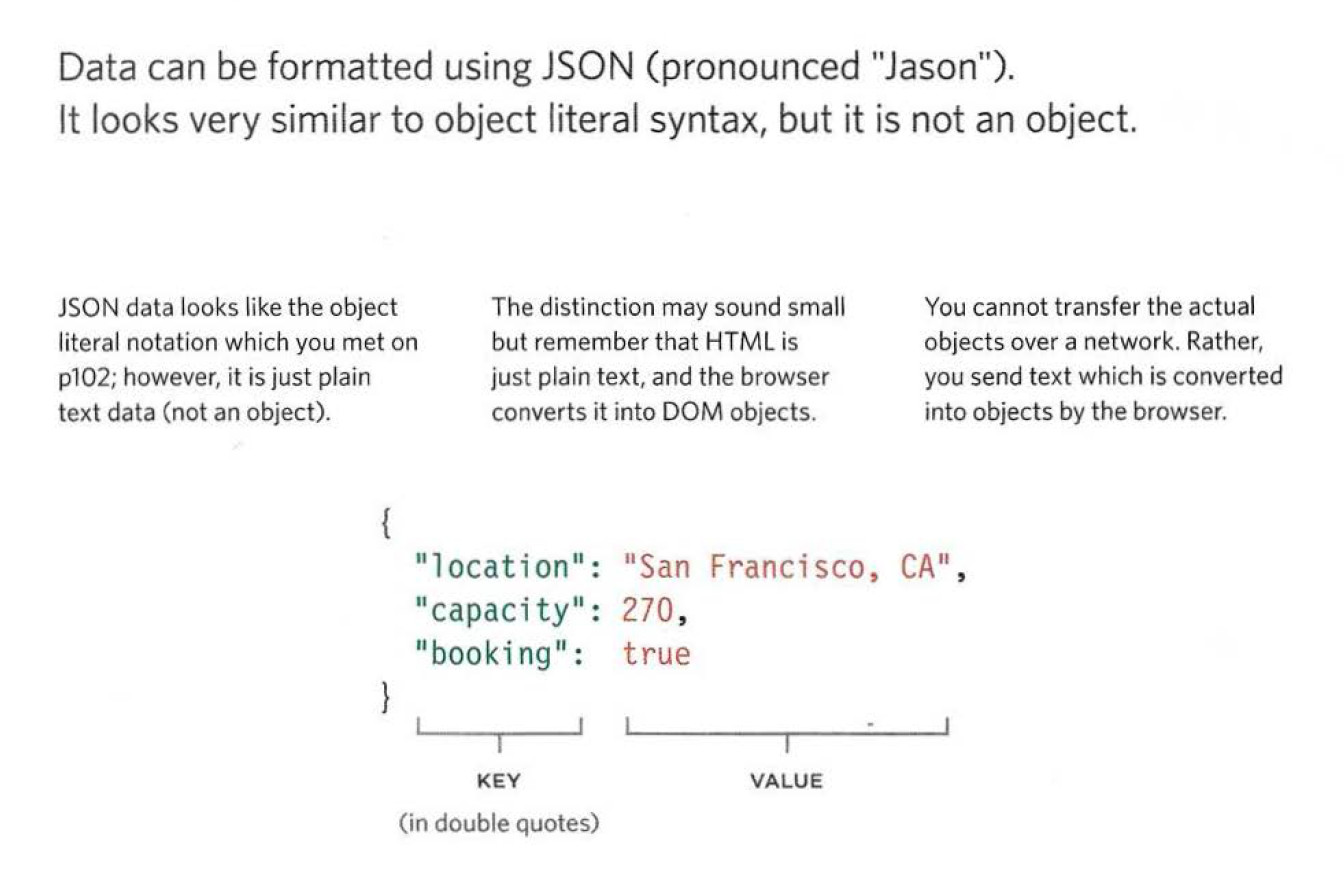 Data can be formatted using JSON (pronounced "Jason").
It looks very similar to object literal syntax, but it is not an object.
JSON data looks like the object
literal notation which you met on
p102; however, it is just plain
text data (not an object).
The distinction may sound small
but remember that HTML is
just plain text, and the browser
converts it into DOM objects.
You cannot transfer the actual
objects over a network. Rather,
you send text which is converted
into objects by the browser.
{
"location": "San Francisco, CA",
"capacity": 270,
"booking": true
}
KEY
(in double quotes)
VALUE